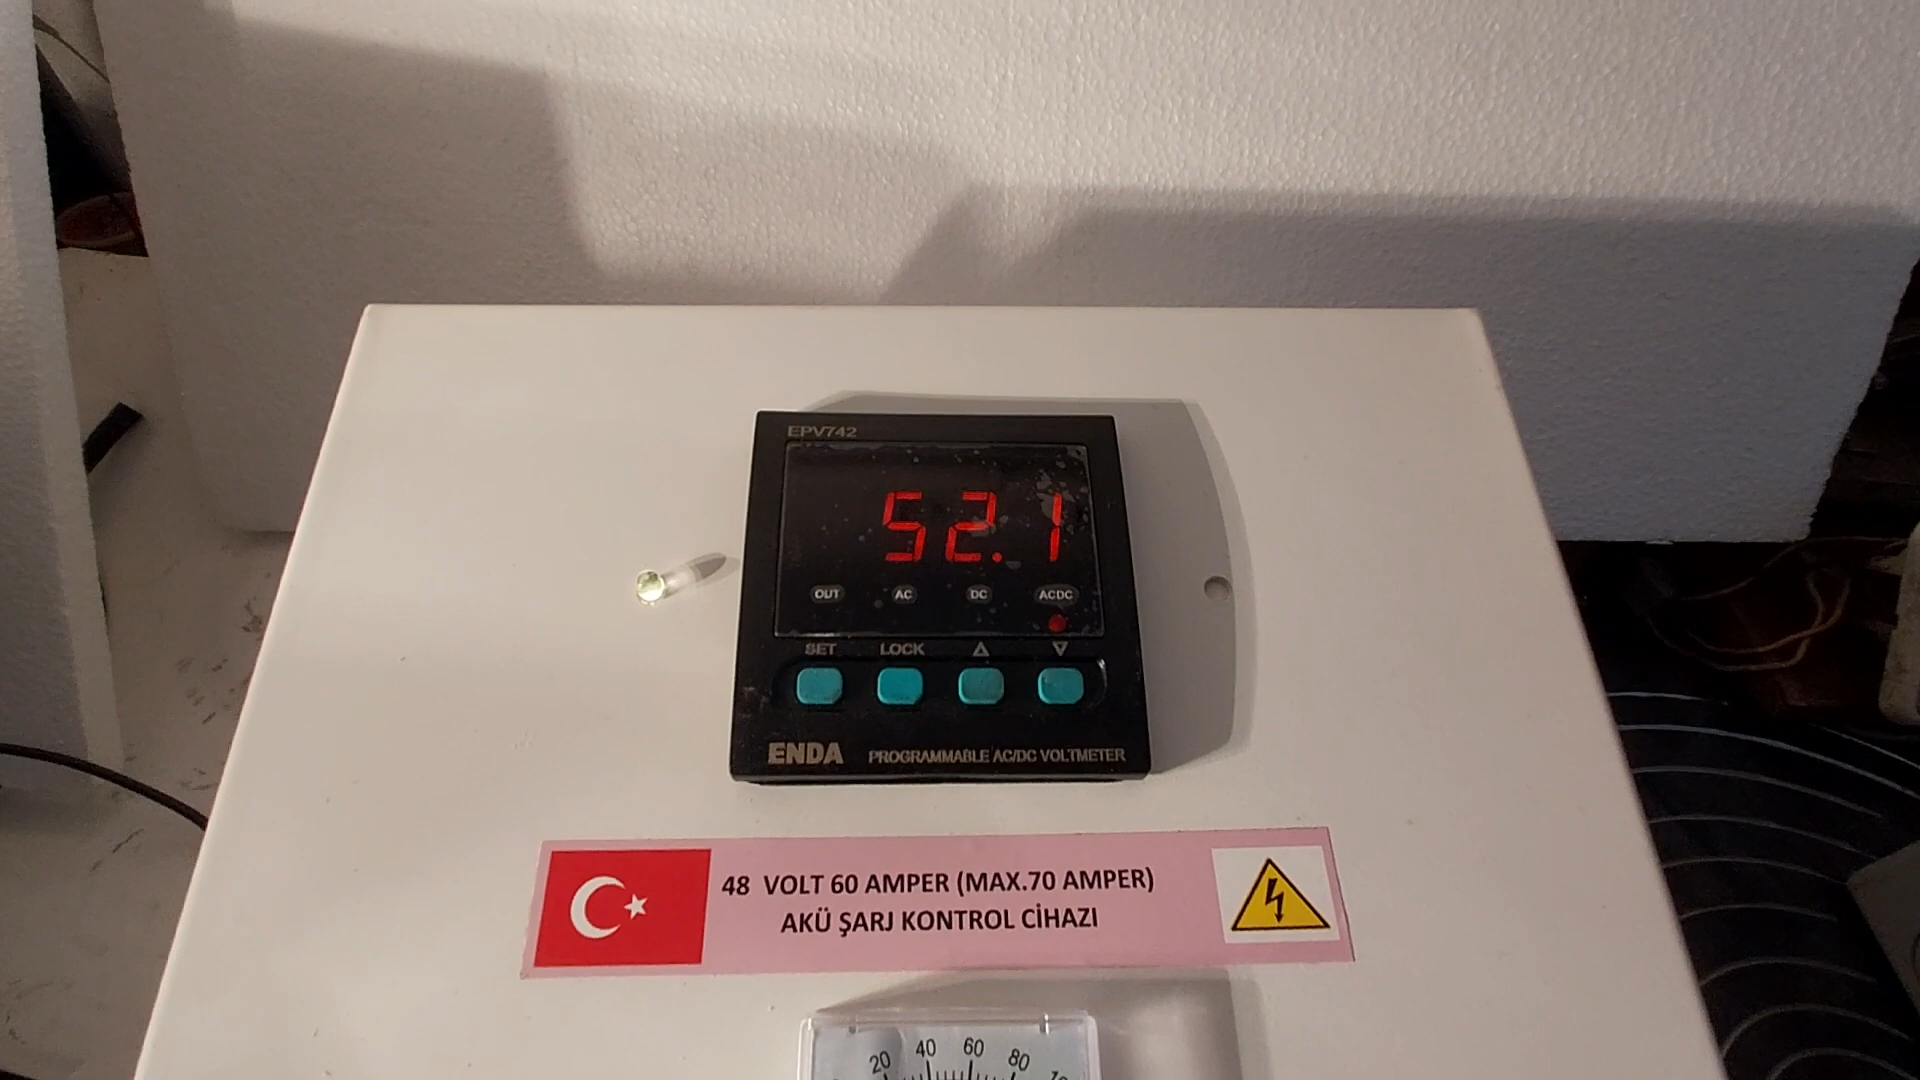 EPV742
52.1
OUT AC DC ACDC
SET LOCK
ENDA PROGRAMMABLE AC/DC VOLTMETER
48 VOLT 60 AMPER (MAX.70 AMPER)
AKÜ ŞARJ KONTROL CİHAZI
20 40 60 80